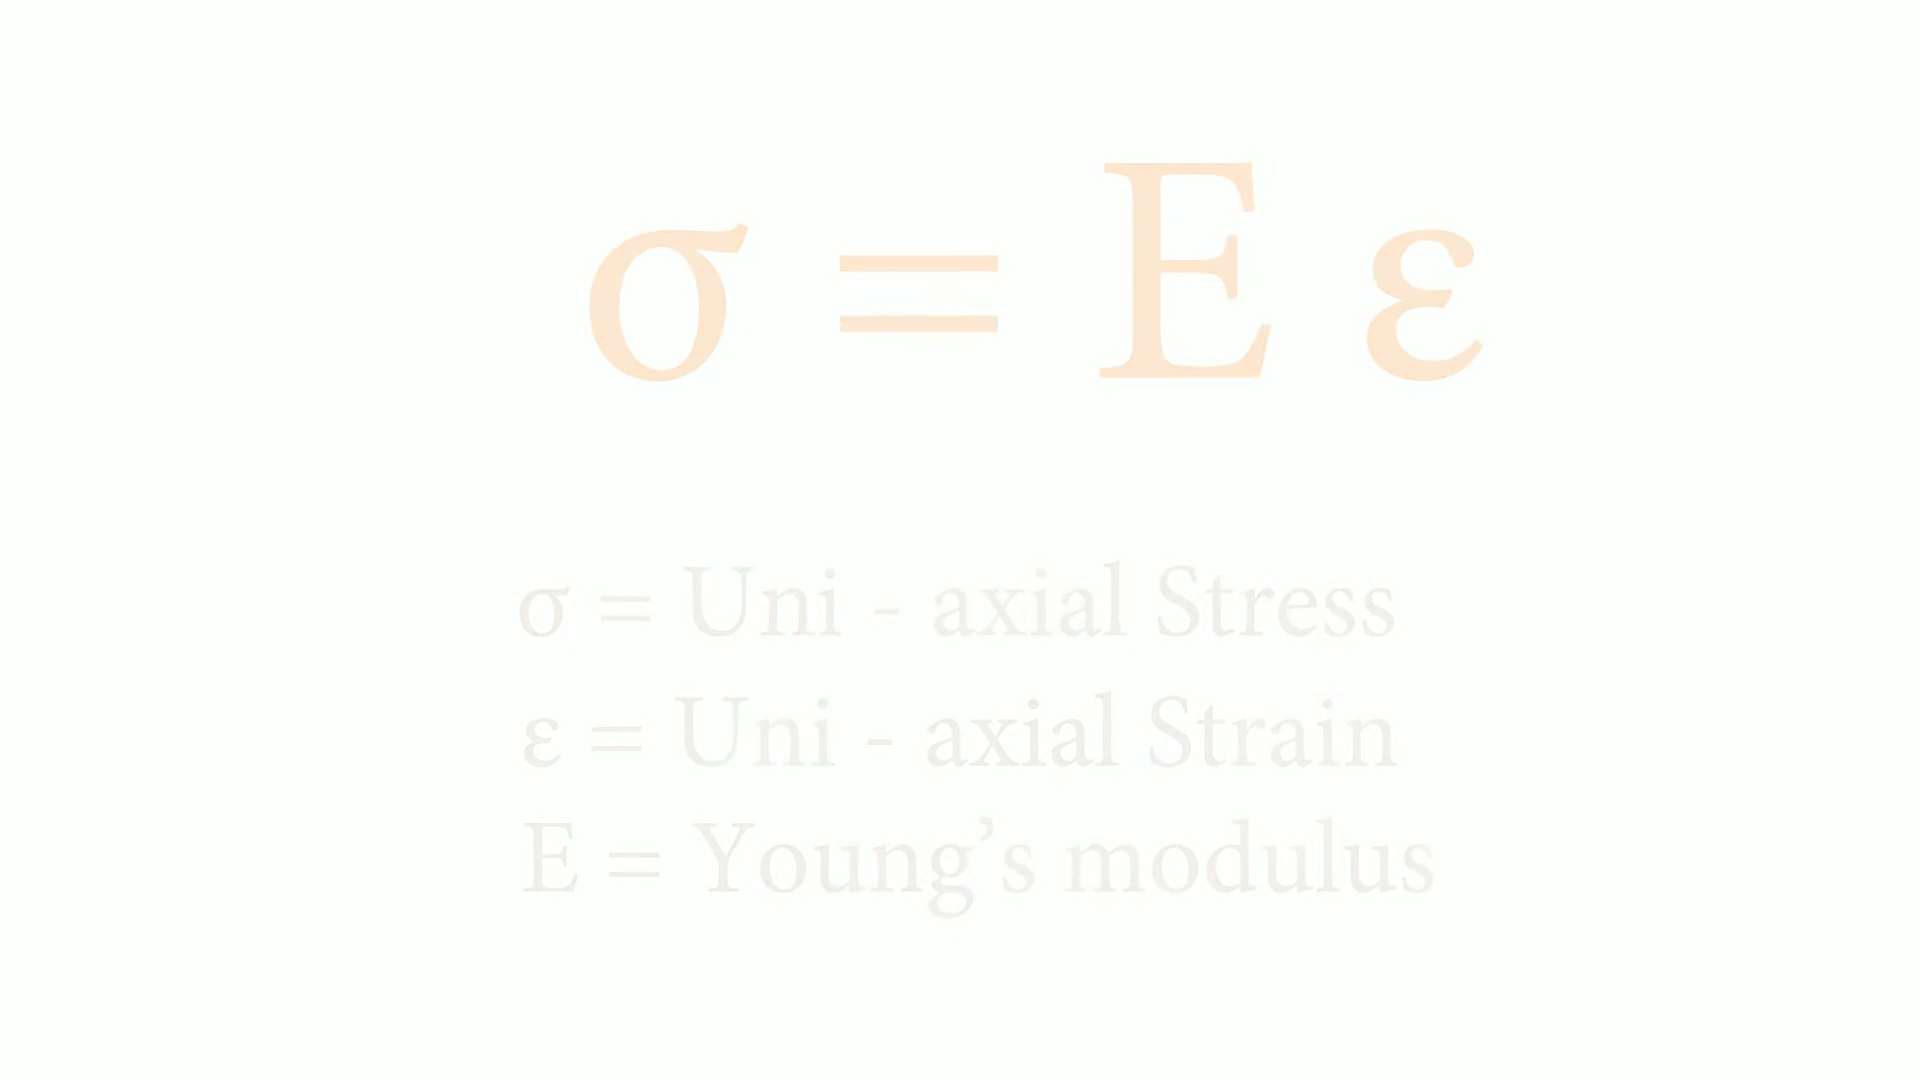 σ = E ε
σ = Uni - axial Stress
ε = Uni - axial Strain
E = Young’s modulus